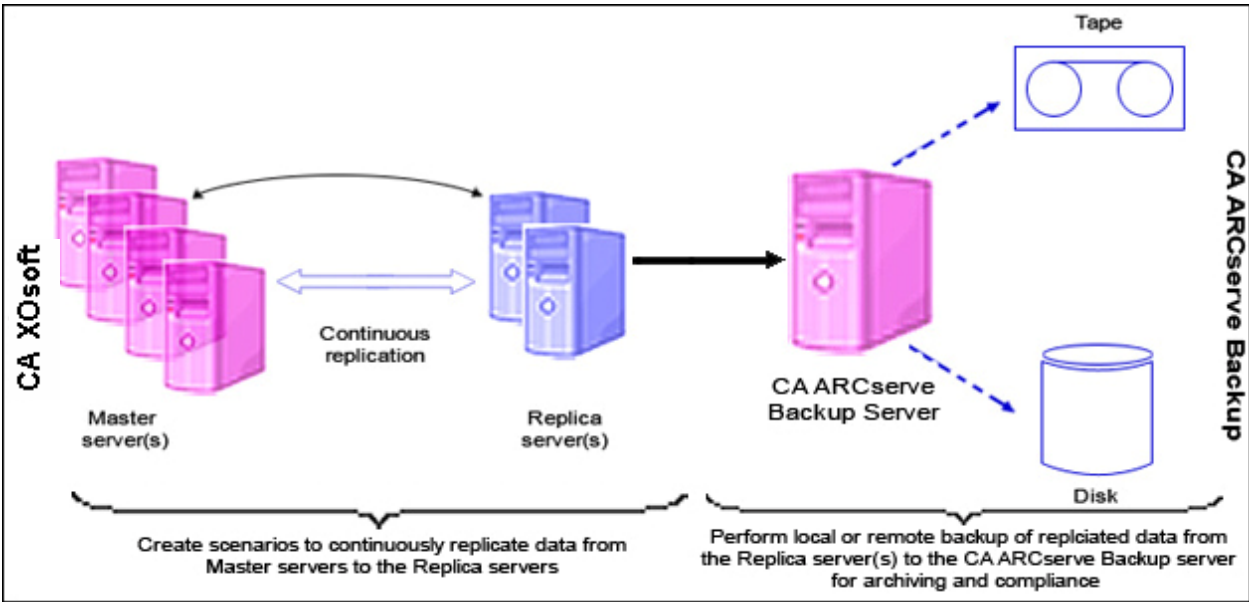 CA XOsoft
Master
server(s)
Continuous
replication
Replica
server(s)
Create scenarios to continuously replicate data from
Master servers to the Replica servers
Tape
CA ARCserve
Backup Server
Disk
CA ARCserve Backup
Perform local or remote backup of replciated data from
the Replica server(s) to the CA ARCServe Backup server
for archiving and compliance